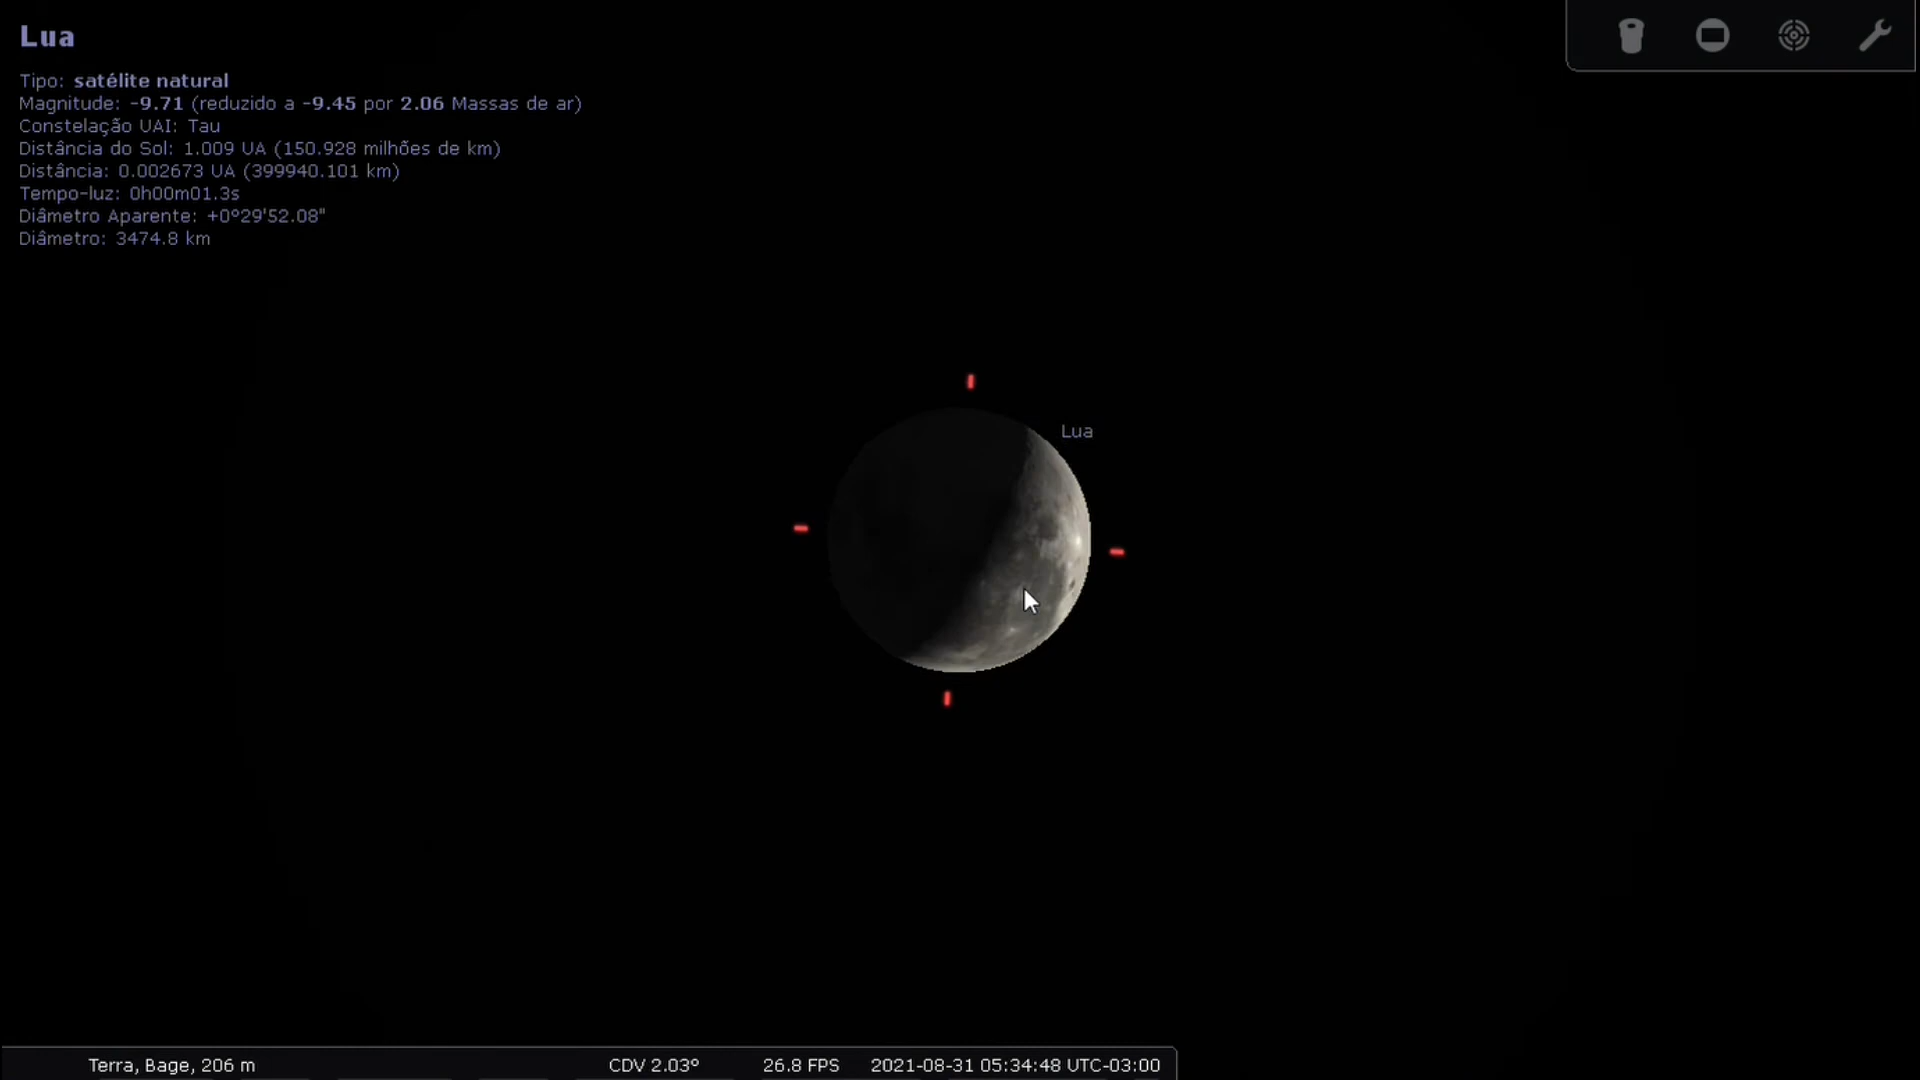 Lua
Tipo: satélite natural
Magnitude: -9.71 (reduzido a -9.45 por 2.06 Massas de ar)
Constelação UAI: Tau
Distância do Sol: 1.009 UA (150.928 milhões de km)
Distância: 0.002673 UA (399940.101 km)
Tempo-luz: 0h00m01.3s
Diâmetro Aparente: +0°29'52.08"
Diâmetro: 3474.8 km
Lua
Terra, Bage, 206 m CDV 2.03° 26.8 FPS 2021-08-31 05:34:48 UTC-03:00